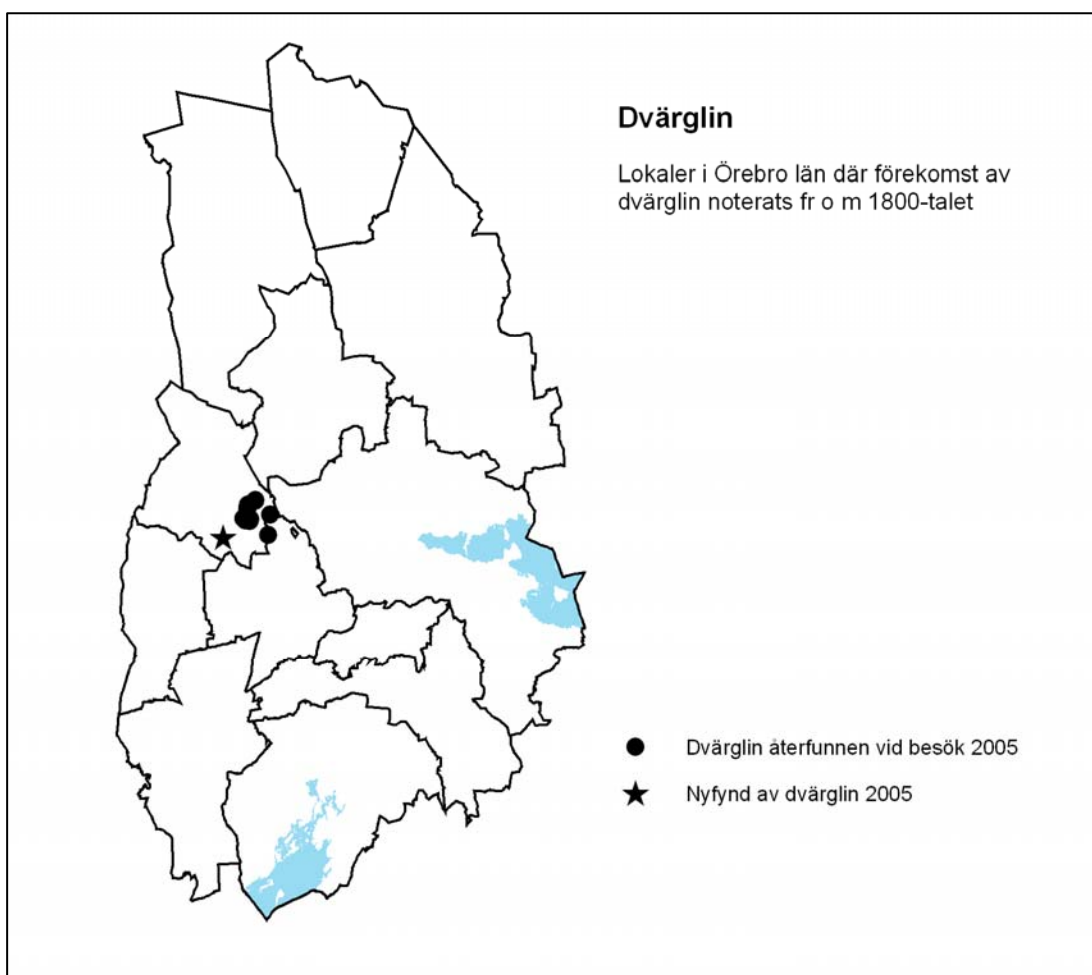 Dvärglin
Lokaler i Örebro län där förekomst av
dvärglin noterats fr o m 1800-talet
Dvärglin återfunnen vid besök 2005
Nyfynd av dvärglin 2005